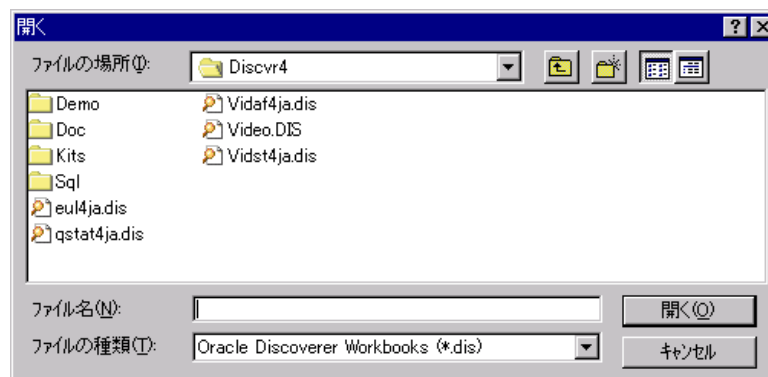 開く
ファイルの場所(I):
Discvr4
Demo
Doc
Kits
Sql
eul4ja.dis
qstat4ja.dis
Vidaf4ja.dis
Video.DIS
Vidst4ja.dis
ファイル名(N):
開く(O)
ファイルの種類(T):
Oracle Discoverer Workbooks (*.dis)
キャンセル